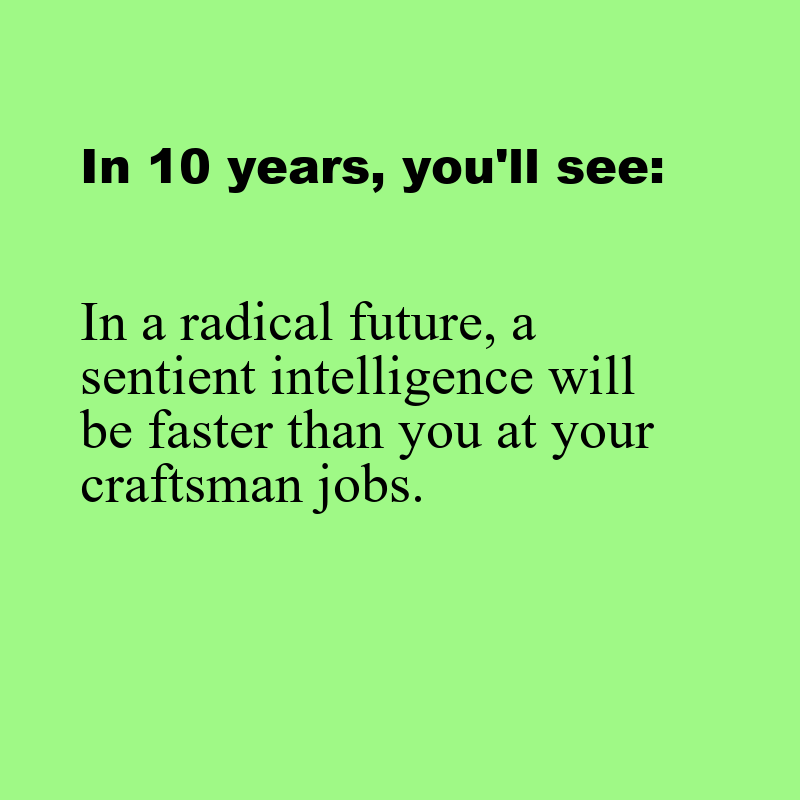 In 10 years, you'll see:
In a radical future, a
sentient intelligence will
be faster than you at your
craftsman jobs.